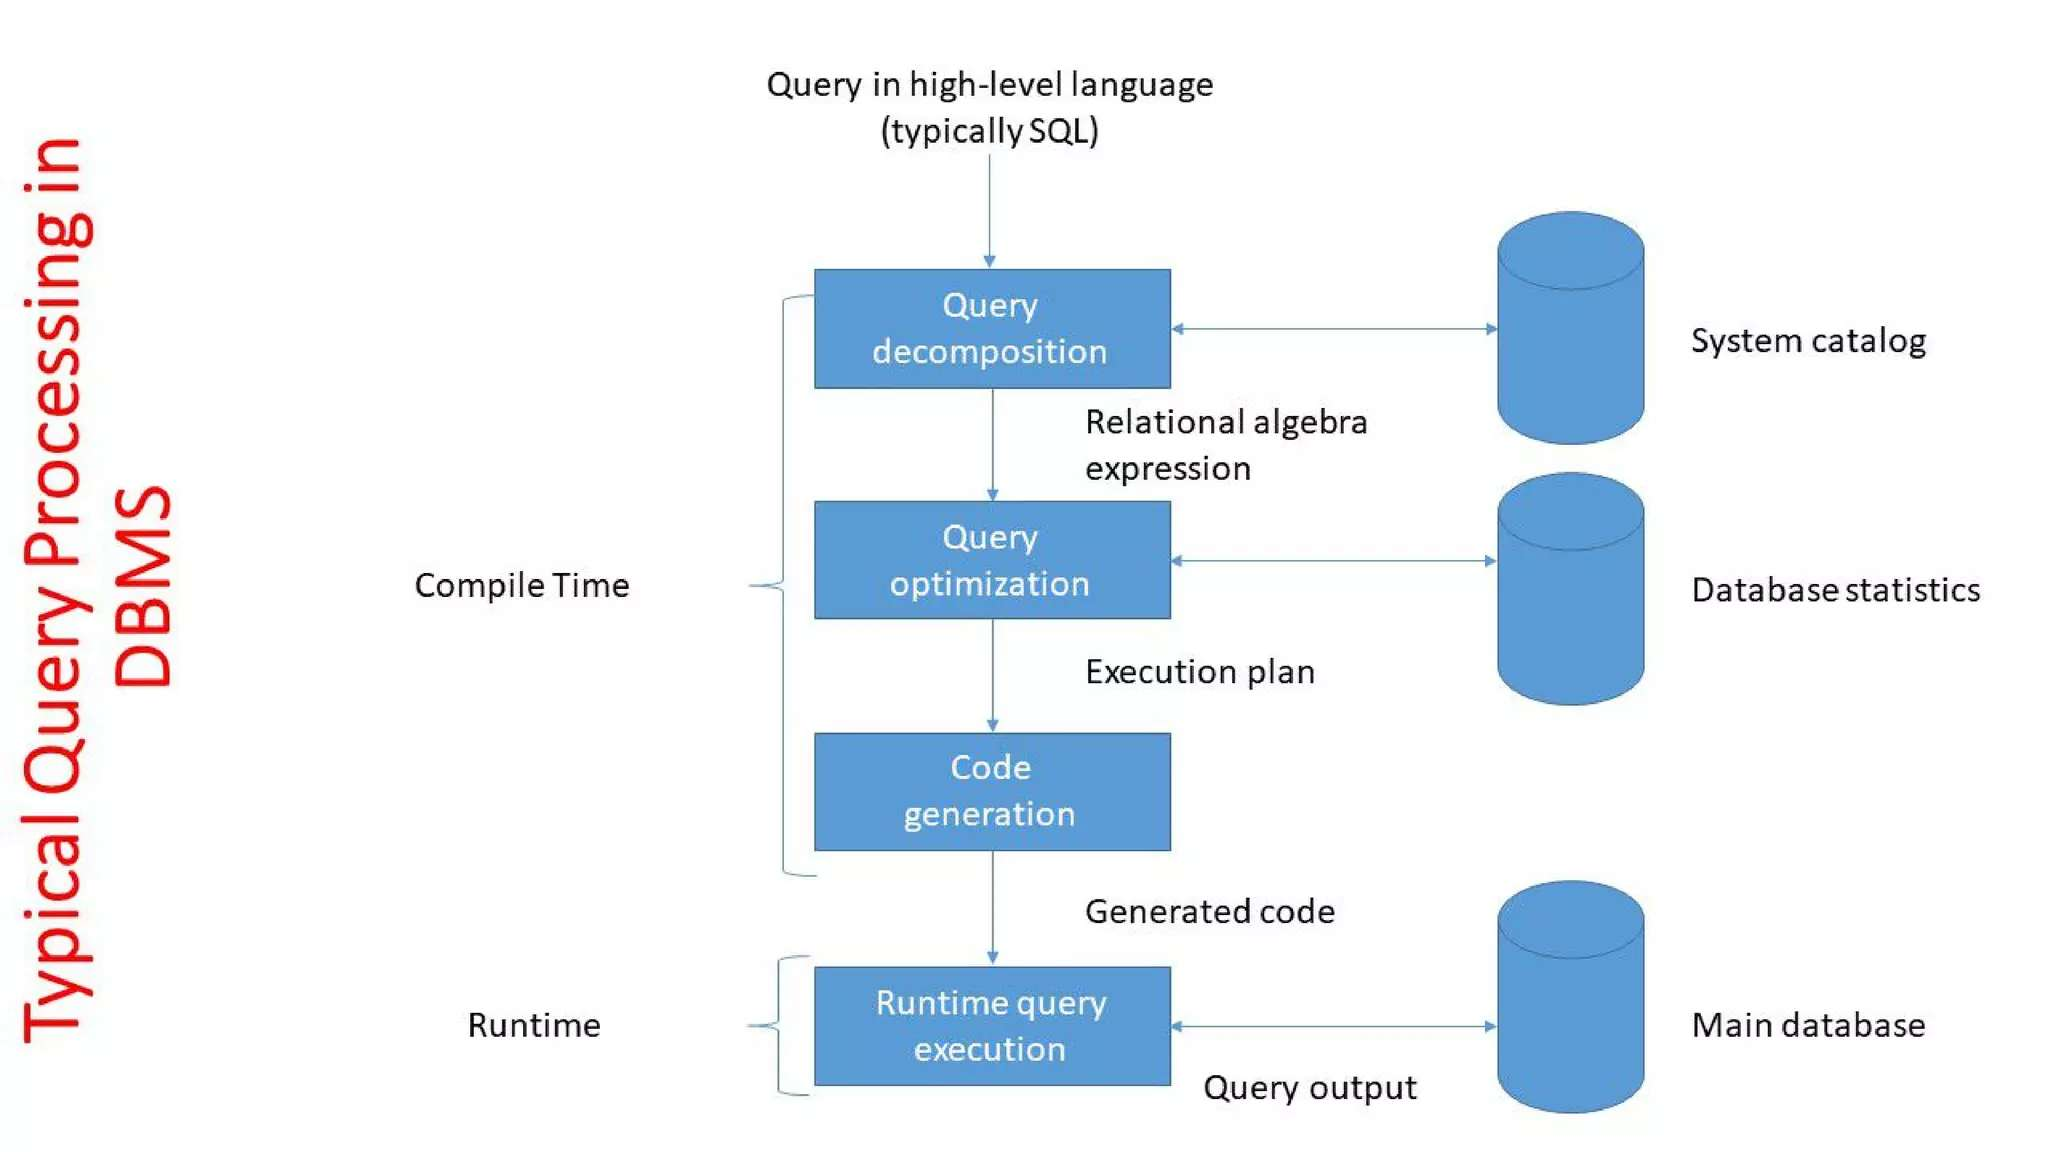 Typical Query Processing in
DBMS
Query in high-level language
(typically SQL)
Query
decomposition
System catalog
Relational algebra
expression
Query
optimization
Compile Time
Database statistics
Execution plan
Code
generation
Generated code
Runtime query
execution
Runtime
Main database
Query output